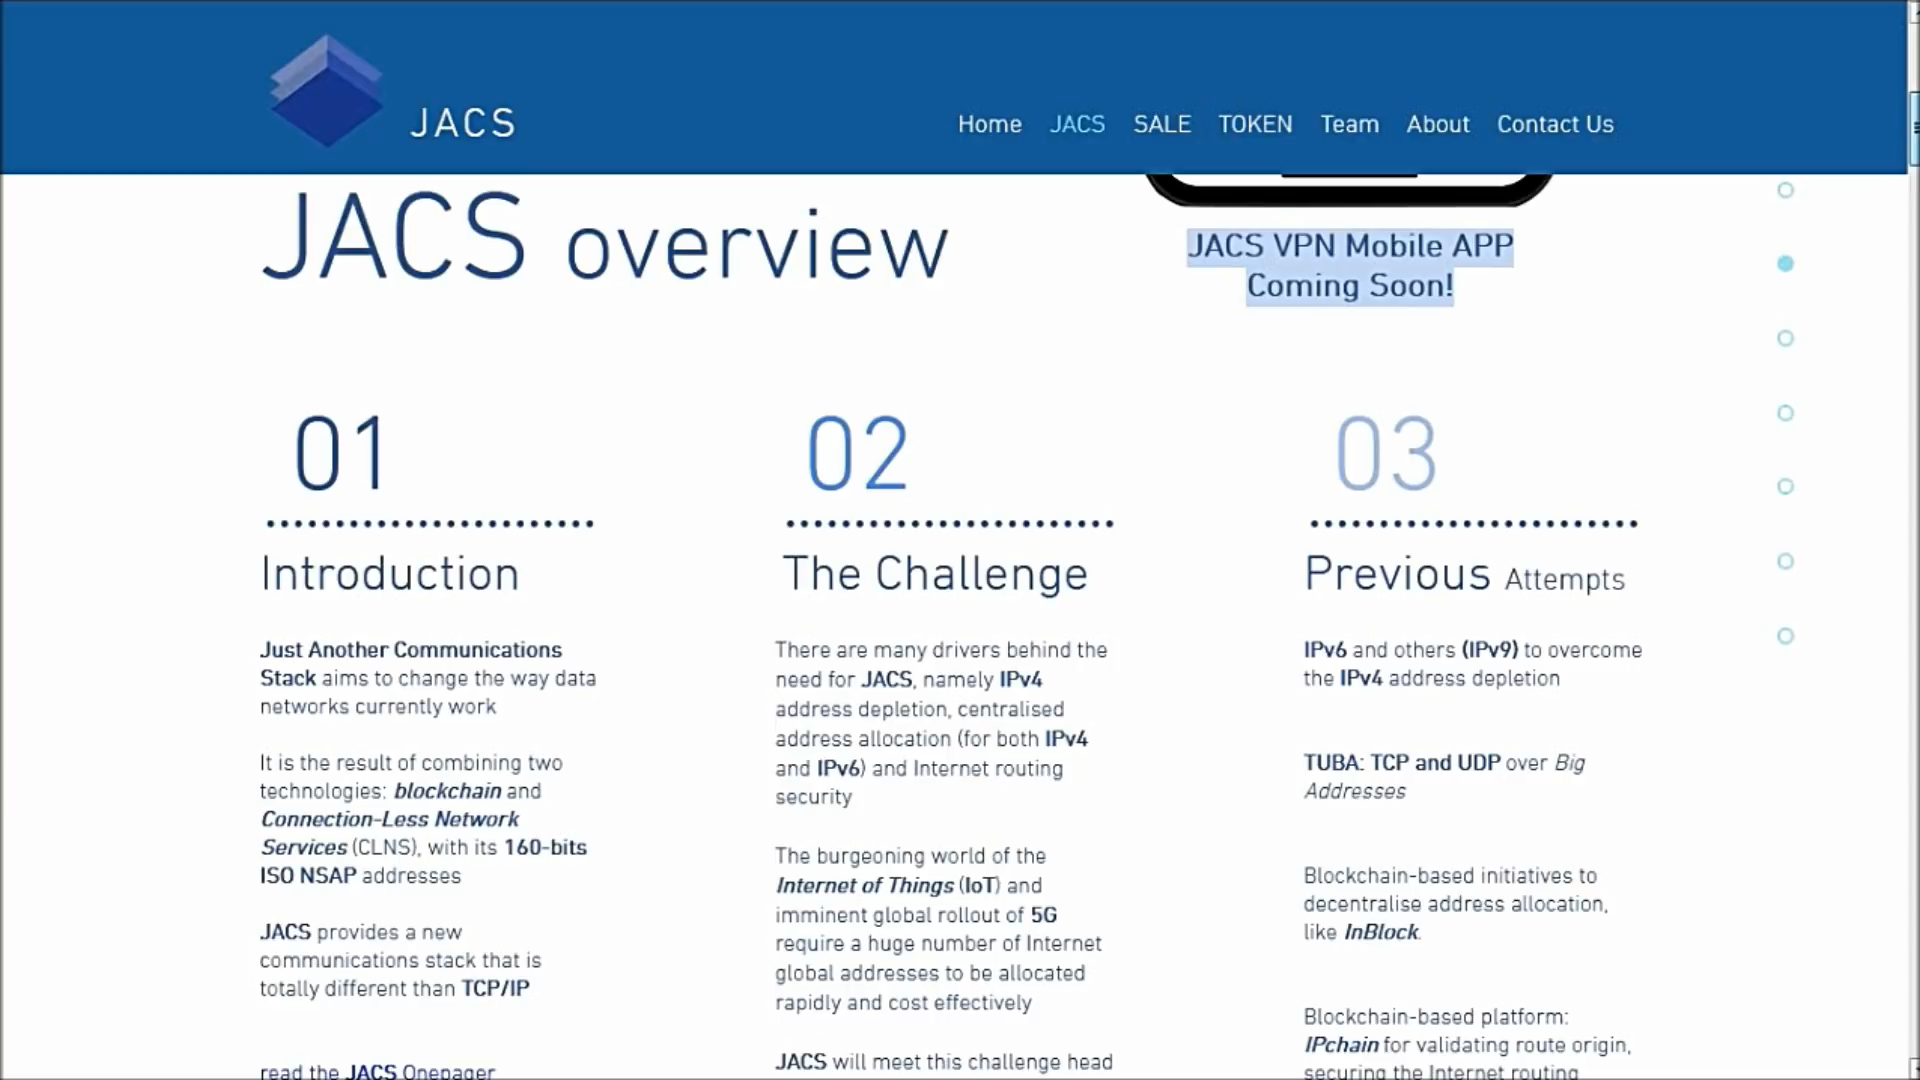 JACS
Home JACS SALE TOKEN Team About Contact Us
JACS overview
JACS VPN Mobile APP
Coming Soon!
01
Introduction
Just Another Communications
Stack aims to change the way data
networks currently work
It is the result of combining two
technologies: blockchain and
Connection-Less Network
Services (CLNS), with its 160-bits
ISO NSAP addresses
JACS provides a new
communications stack that is
totally different than TCP/IP
read the JACS Onepager
02
The Challenge
There are many drivers behind the
need for JACS, namely IPv4
address depletion, centralised
address allocation (for both IPv4
and IPv6) and Internet routing
security
The burgeoning world of the
Internet of Things (IoT) and
imminent global rollout of 5G
require a huge number of Internet
global addresses to be allocated
rapidly and cost effectively
JACS will meet this challenge head
03
Previous Attempts
IPv6 and others (IPv9) to overcome
the IPv4 address depletion
TUBA: TCP and UDP over Big
Addresses
Blockchain-based initiatives to
decentralise address allocation,
like InBlock.
Blockchain-based platform:
IPchain for validating route origin,
securing the Internet routing